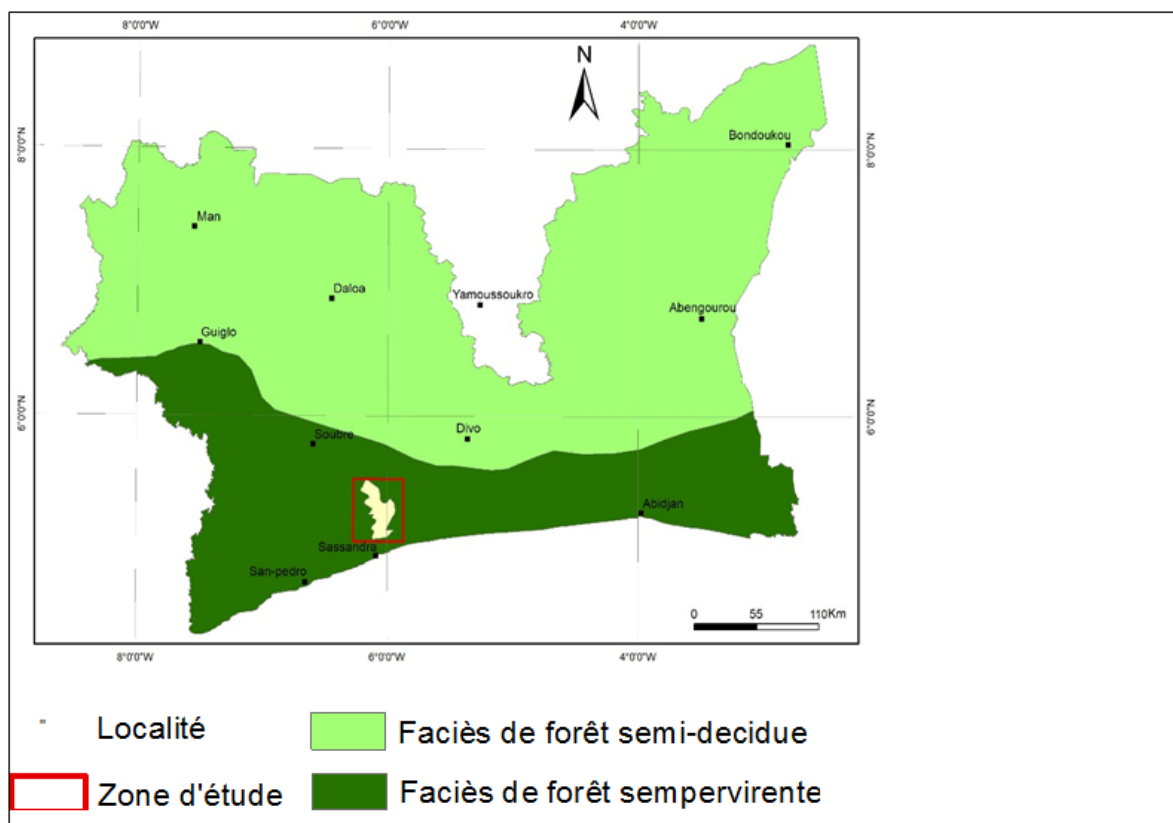 8°0'0"W 6°0'0"W 4°0'0"W
N
Bondoukou
8°0'0"N 8°0'0"N
Man
Daloa
Yamoussoukro
Abengourou
Guiglo
6°0'0"N 6°0'0"N
Divo
Soubre
Abidjan
Sassandra
San-pedro
0 55 110Km
8°0'0"W 6°0'0"W 4°0'0"W
Localité
Faciès de forêt semi-decidue
Zone d'étude
Faciès de forêt sempervirente